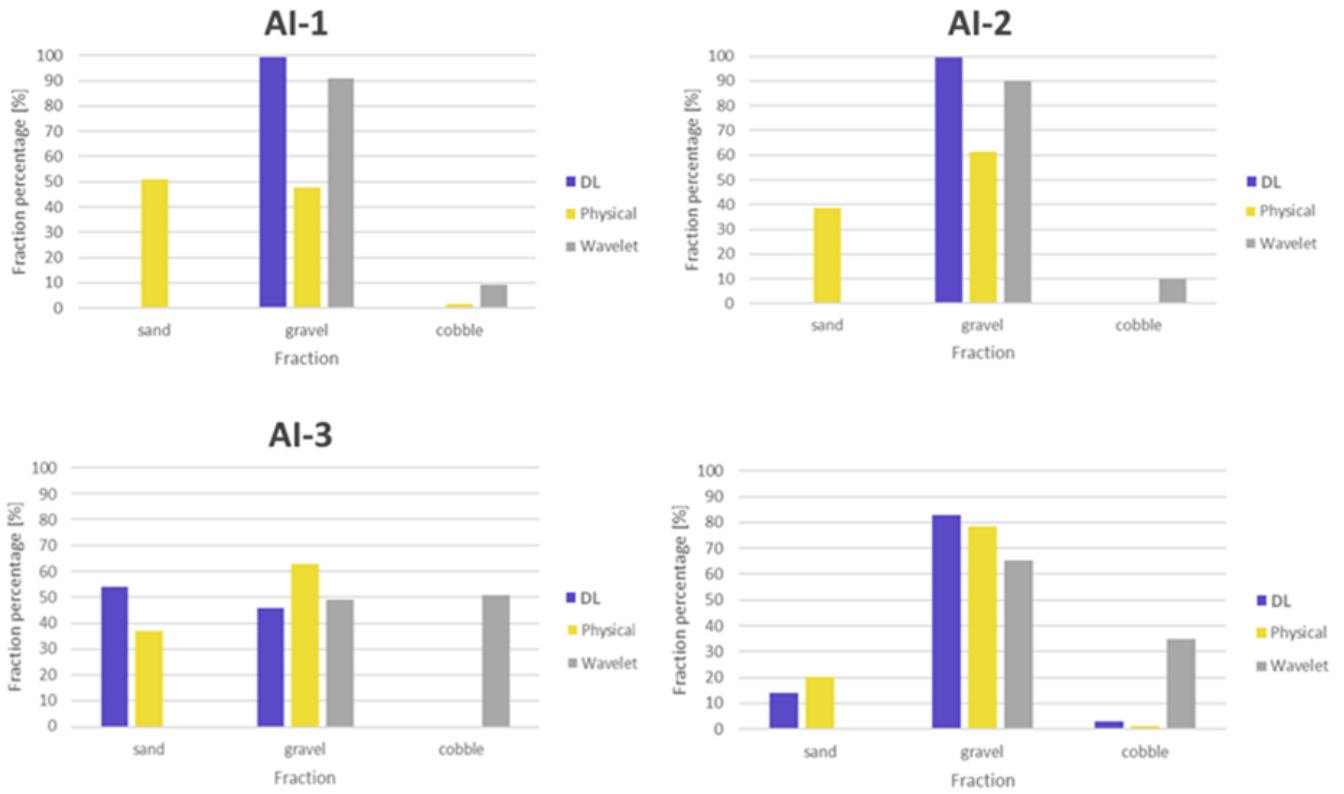 AI-1
Fraction percentage [%]
100
90
80
70
60
50
40
30
20
10
0
sand
gravel
cobble
Fraction
DL
Physical
Wavelet
AI-2
Fraction percentage [%]
100
90
80
70
60
50
40
30
20
10
0
sand
gravel
cobble
Fraction
DL
Physical
Wavelet
AI-3
Fraction percentage [%]
100
90
80
70
60
50
40
30
20
10
0
sand
gravel
cobble
Fraction
DL
Physical
Wavelet
Fraction percentage [%]
100
90
80
70
60
50
40
30
20
10
0
sand
gravel
cobble
Fraction
DL
Physical
Wavelet